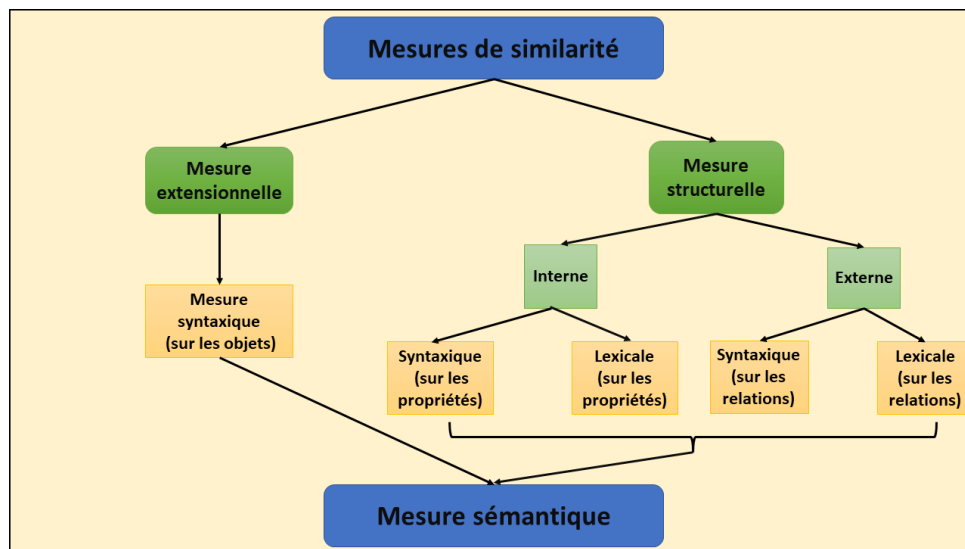 Mesures de similarité
Mesure
extensionnelle
Mesure
structurelle
Interne
Externe
Mesure
syntaxique
(sur les objets)
Syntaxique
(sur les
propriétés)
Lexicale
(sur les
propriétés)
Syntaxique
(sur les
relations)
Lexicale
(sur les
relations)
Mesure sémantique